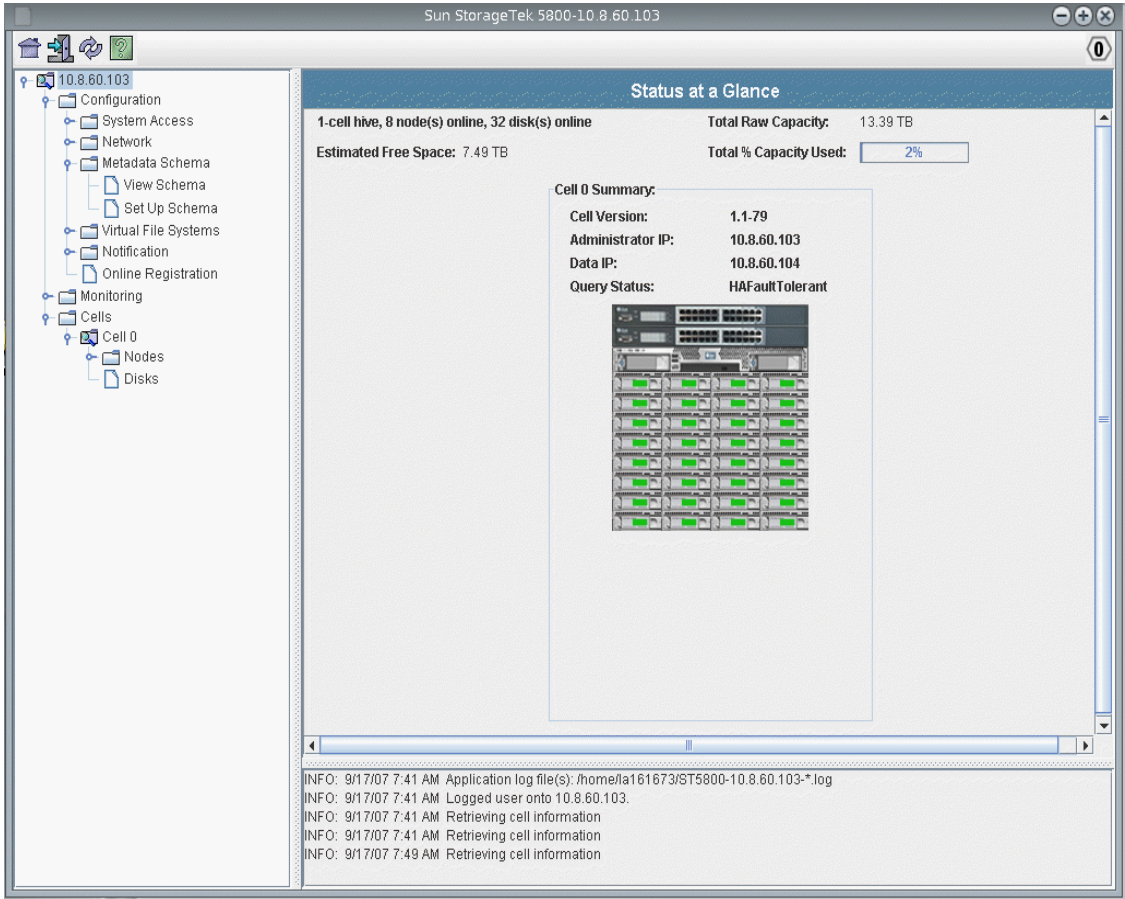 Sun StorageTek 5800-10.8.60.103
?
0
10.8.60.103
Configuration
System Access
Network
Metadata Schema
View Schema
Set Up Schema
Virtual File Systems
Notification
Online Registration
Monitoring
Cells
Cell 0
Nodes
Disks
Status at a Glance
1-cell hive, 8 node(s) online, 32 disk(s) online
Total Raw Capacity: 13.39 TB
Estimated Free Space: 7.49 TB
Total % Capacity Used: 2%
Cell 0 Summary:
Cell Version: 1.1-79
Administrator IP: 10.8.60.103
Data IP: 10.8.60.104
Query Status: HAFaultTolerant
INFO: 9/17/07 7:41 AM Application log file(s): /home/la161673/ST5800-10.8.60.103-*.log
INFO: 9/17/07 7:41 AM Logged user onto 10.8.60.103.
INFO: 9/17/07 7:41 AM Retrieving cell information
INFO: 9/17/07 7:41 AM Retrieving cell information
INFO: 9/17/07 7:49 AM Retrieving cell information